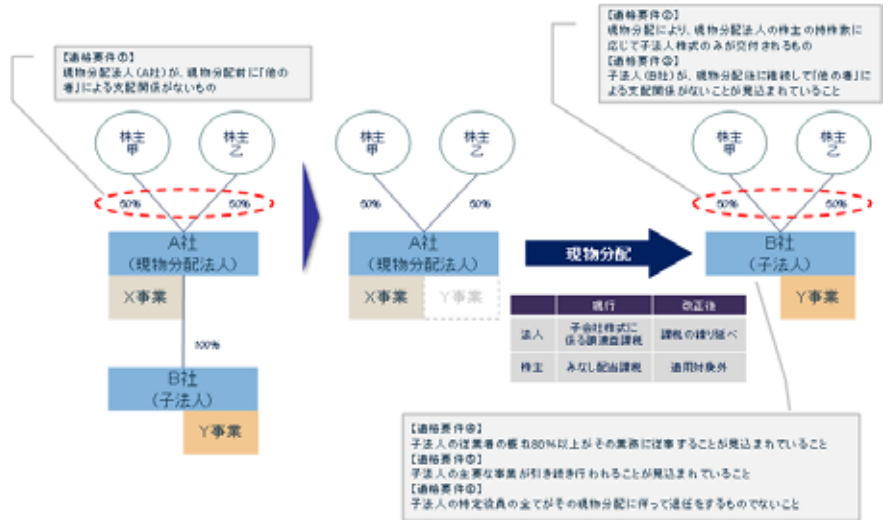 【適格要件①】
現物分配法人(A社)が、現物分配前に「他の
者」による支配関係がないもの
【適格要件②】
現物分配により、現物分配法人の株主の持株数に
応じて子法人株式のみが交付されるもの
【適格要件③】
子法人(B社)が、現物分配後に継続して「他の者」に
よる支配関係がないことが見込まれていること
株主
甲
株主
乙
50%
50%
A社
(現物分配法人)
X事業
100%
B社
(子法人)
Y事業
株主
甲
株主
乙
50%
50%
A社
(現物分配法人)
X事業
Y事業
現物分配
株主
甲
株主
乙
50%
50%
B社
(子法人)
Y事業
現行 改正後
法人 子会社株式に
係る譲渡益課税 課税の繰り延べ
株主 みなし配当課税 適用対象外
【適格要件④】
子法人の従業者の概ね80%以上がその業務に従事することが見込まれていること
【適格要件⑤】
子法人の主要な事業が引き続き行われることが見込まれていること
【適格要件⑥】
子法人の特定役員の全てがその現物分配に伴って退任をするものでないこと